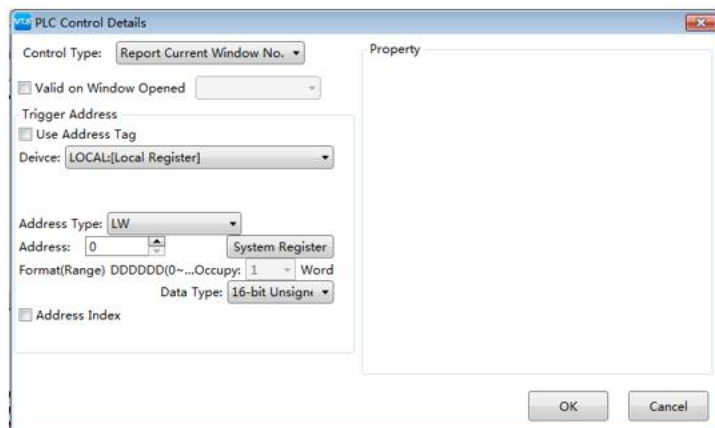 PLC Control Details
Control Type: Report Current Window No.
Property
Valid on Window Opened
Trigger Address
Use Address Tag
Deivce: LOCAL:[Local Register]
Address Type: LW
Address: 0 System Register
Format(Range) DDDDDD(0~...Occupy: 1 Word
Data Type: 16-bit Unsigne
Address Index
OK Cancel